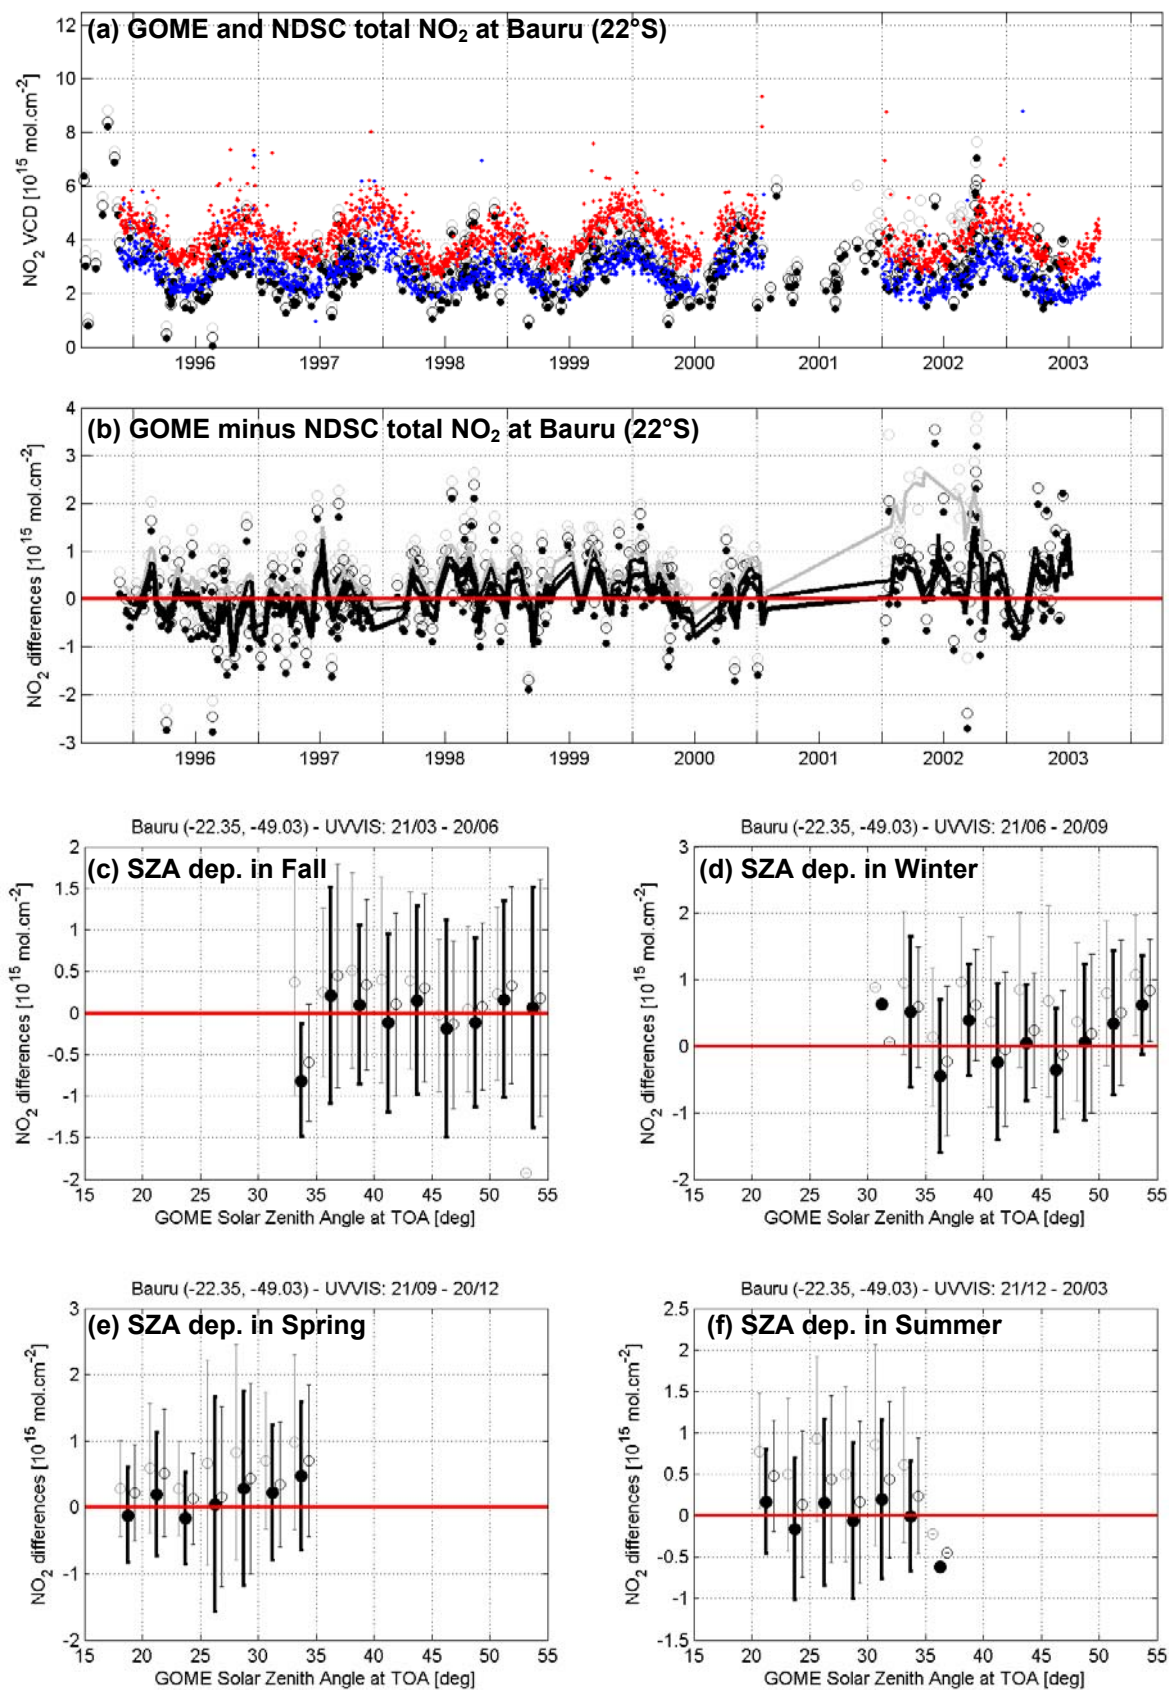 (a) GOME and NDSC total NO2 at Bauru (22°S)
NO2 VCD [10^15 mol.cm^-2]
12
10
8
6
4
2
0
1996 1997 1998 1999 2000 2001 2002 2003
(b) GOME minus NDSC total NO2 at Bauru (22°S)
NO2 differences [10^15 mol.cm^-2]
4
3
2
1
0
-1
-2
-3
1996 1997 1998 1999 2000 2001 2002 2003
Bauru (-22.35, -49.03) - UVVIS: 21/03 - 20/06
(c) SZA dep. in Fall
NO2 differences [10^15 mol.cm^-2]
2
1.5
1
0.5
0
-0.5
-1
-1.5
-2
15 20 25 30 35 40 45 50 55
GOME Solar Zenith Angle at TOA [deg]
Bauru (-22.35, -49.03) - UVVIS: 21/06 - 20/09
(d) SZA dep. in Winter
NO2 differences [10^15 mol.cm^-2]
3
2
1
0
-1
-2
15 20 25 30 35 40 45 50 55
GOME Solar Zenith Angle at TOA [deg]
Bauru (-22.35, -49.03) - UVVIS: 21/09 - 20/12
(e) SZA dep. in Spring
NO2 differences [10^15 mol.cm^-2]
3
2
1
0
-1
-2
15 20 25 30 35 40 45 50 55
GOME Solar Zenith Angle at TOA [deg]
Bauru (-22.35, -49.03) - UVVIS: 21/12 - 20/03
(f) SZA dep. in Summer
NO2 differences [10^15 mol.cm^-2]
2.5
2
1.5
1
0.5
0
-0.5
-1
-1.5
15 20 25 30 35 40 45 50 55
GOME Solar Zenith Angle at TOA [deg]